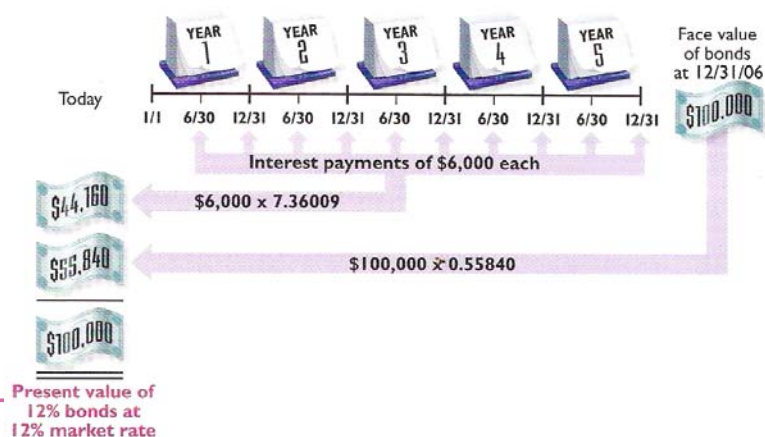 YEAR 1
YEAR 2
YEAR 3
YEAR 4
YEAR 5
Face value
of bonds
at 12/31/06
$100,000
Today
1/1 6/30 12/31 6/30 12/31 6/30 12/31 6/30 12/31 6/30 12/31
Interest payments of $6,000 each
$44,160
$6,000 x 7.36009
$55,840
$100,000 x 0.55840
$100,000
Present value of
12% bonds at
12% market rate